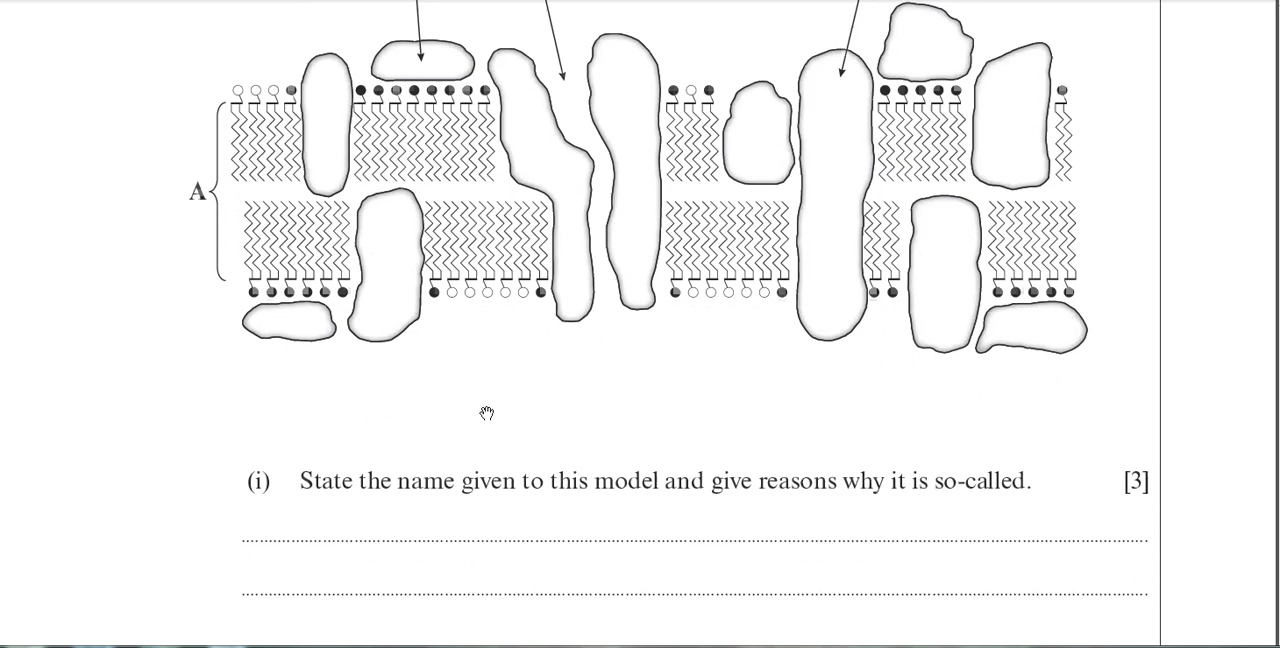 A
(i) State the name given to this model and give reasons why it is so-called. [3]